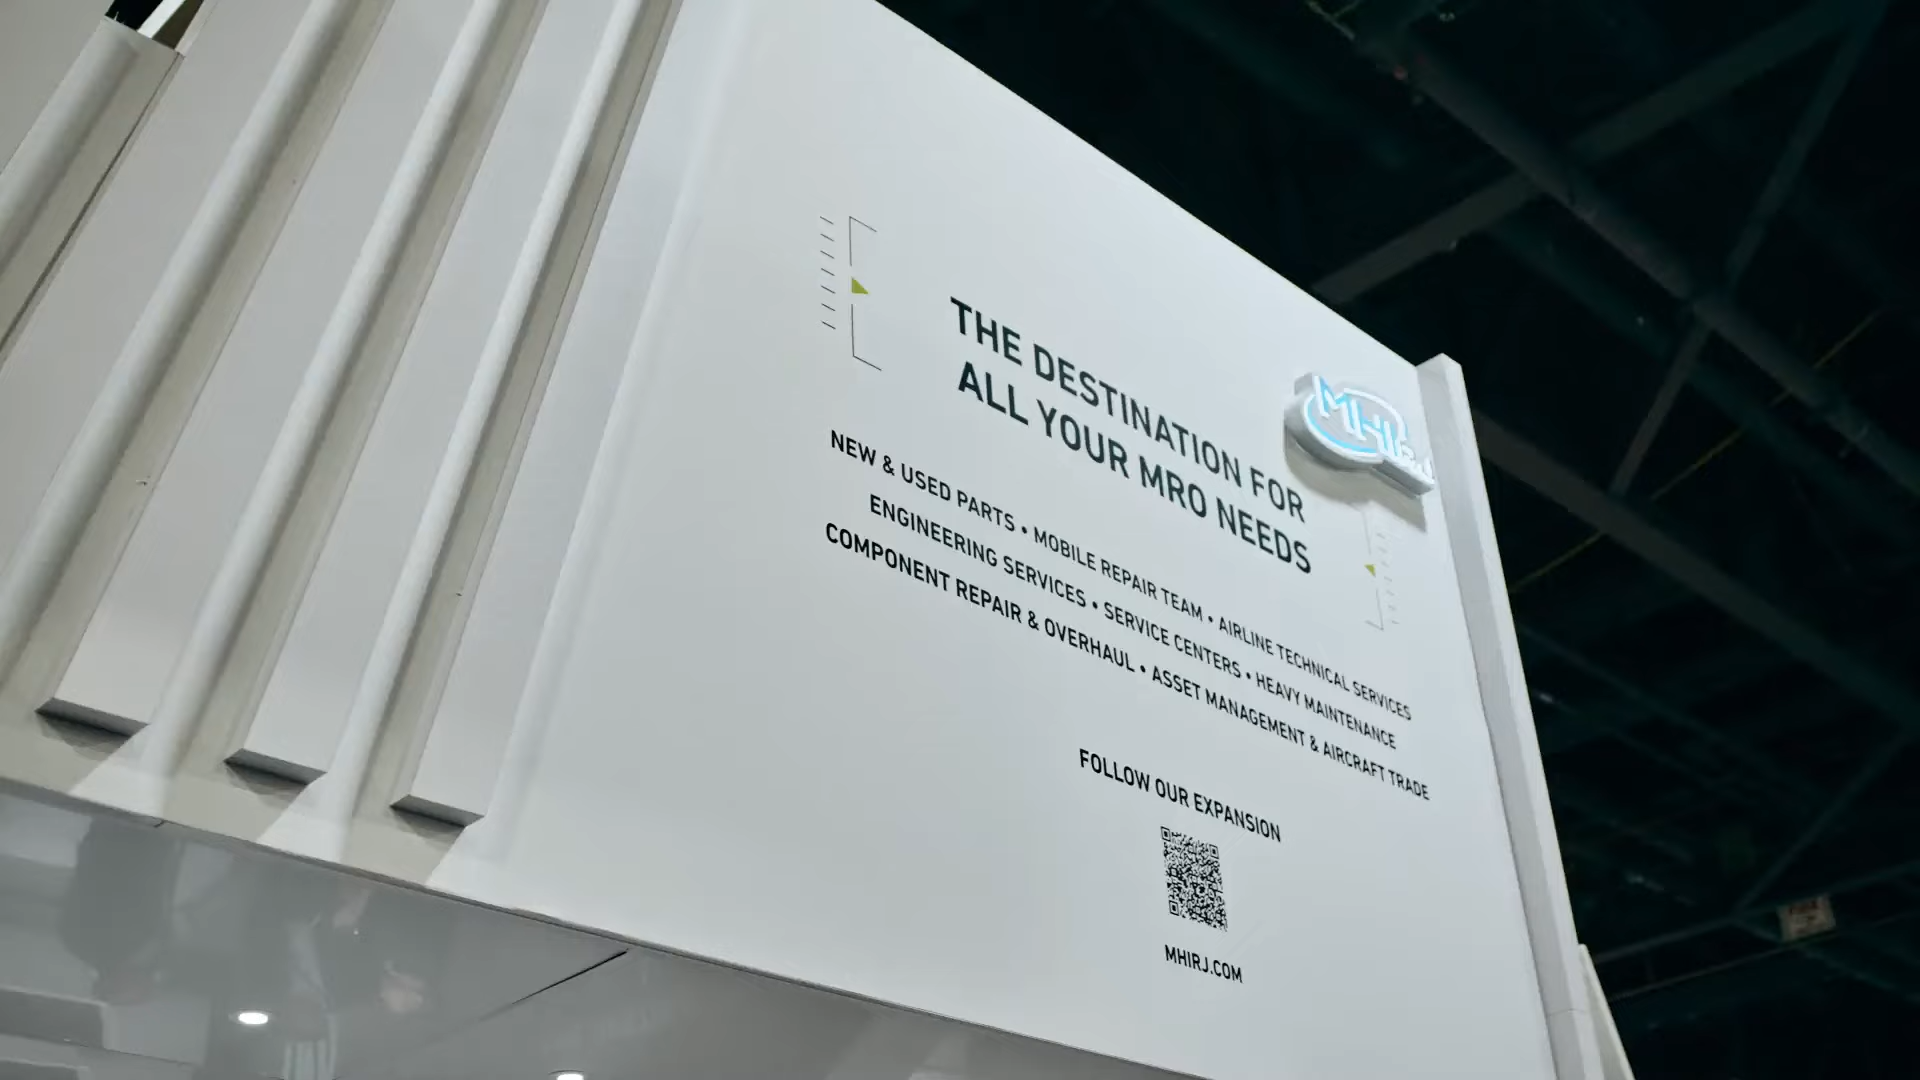 THE DESTINATION FOR
ALL YOUR MRO NEEDS
NEW & USED PARTS • MOBILE REPAIR TEAM • AIRLINE TECHNICAL SERVICES
ENGINEERING SERVICES • SERVICE CENTERS • HEAVY MAINTENANCE
COMPONENT REPAIR & OVERHAUL • ASSET MANAGEMENT & AIRCRAFT TRADE
FOLLOW OUR EXPANSION
MHIRJ.COM
MHIRJ